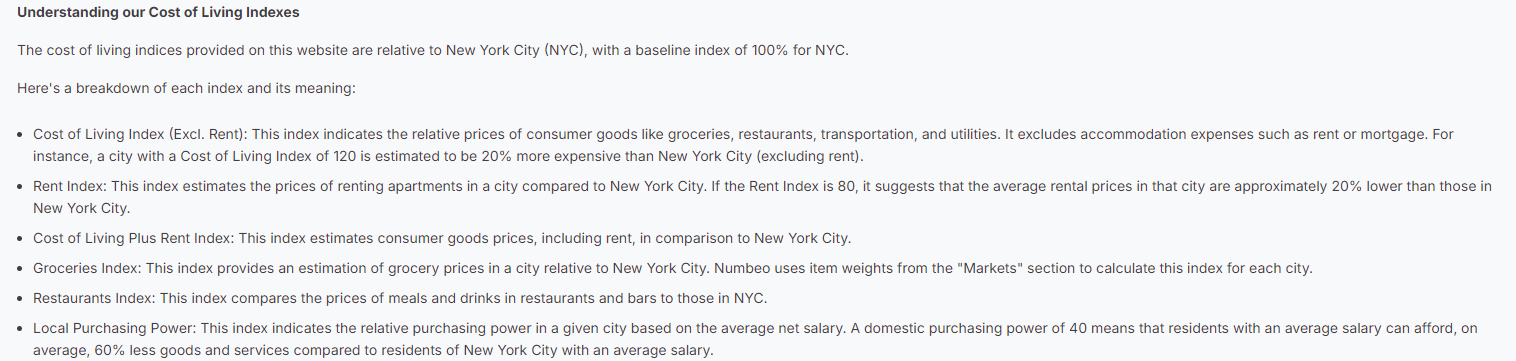 Understanding our Cost of Living Indexes
The cost of living indices provided on this website are relative to New York City (NYC), with a baseline index of 100% for NYC.
Here's a breakdown of each index and its meaning:
• Cost of Living Index (Excl. Rent): This index indicates the relative prices of consumer goods like groceries, restaurants, transportation, and utilities. It excludes accommodation expenses such as rent or mortgage. For
instance, a city with a Cost of Living Index of 120 is estimated to be 20% more expensive than New York City (excluding rent).
• Rent Index: This index estimates the prices of renting apartments in a city compared to New York City. If the Rent Index is 80, it suggests that the average rental prices in that city are approximately 20% lower than those in
New York City.
• Cost of Living Plus Rent Index: This index estimates consumer goods prices, including rent, in comparison to New York City.
• Groceries Index: This index provides an estimation of grocery prices in a city relative to New York City. Numbeo uses item weights from the "Markets" section to calculate this index for each city.
• Restaurants Index: This index compares the prices of meals and drinks in restaurants and bars to those in NYC.
• Local Purchasing Power: This index indicates the relative purchasing power in a given city based on the average net salary. A domestic purchasing power of 40 means that residents with an average salary can afford, on
average, 60% less goods and services compared to residents of New York City with an average salary.